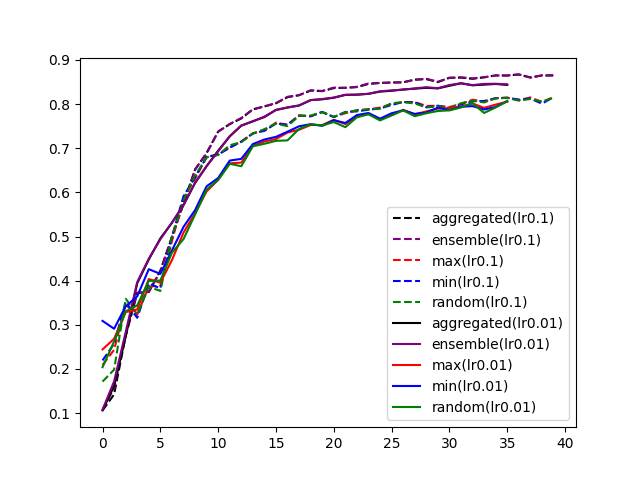 0.9
0.8
0.7
0.6
0.5
0.4
0.3
0.2
0.1
0 5 10 15 20 25 30 35 40
aggregated(lr0.1)
ensemble(lr0.1)
max(lr0.1)
min(lr0.1)
random(lr0.1)
aggregated(lr0.01)
ensemble(lr0.01)
max(lr0.01)
min(lr0.01)
random(lr0.01)